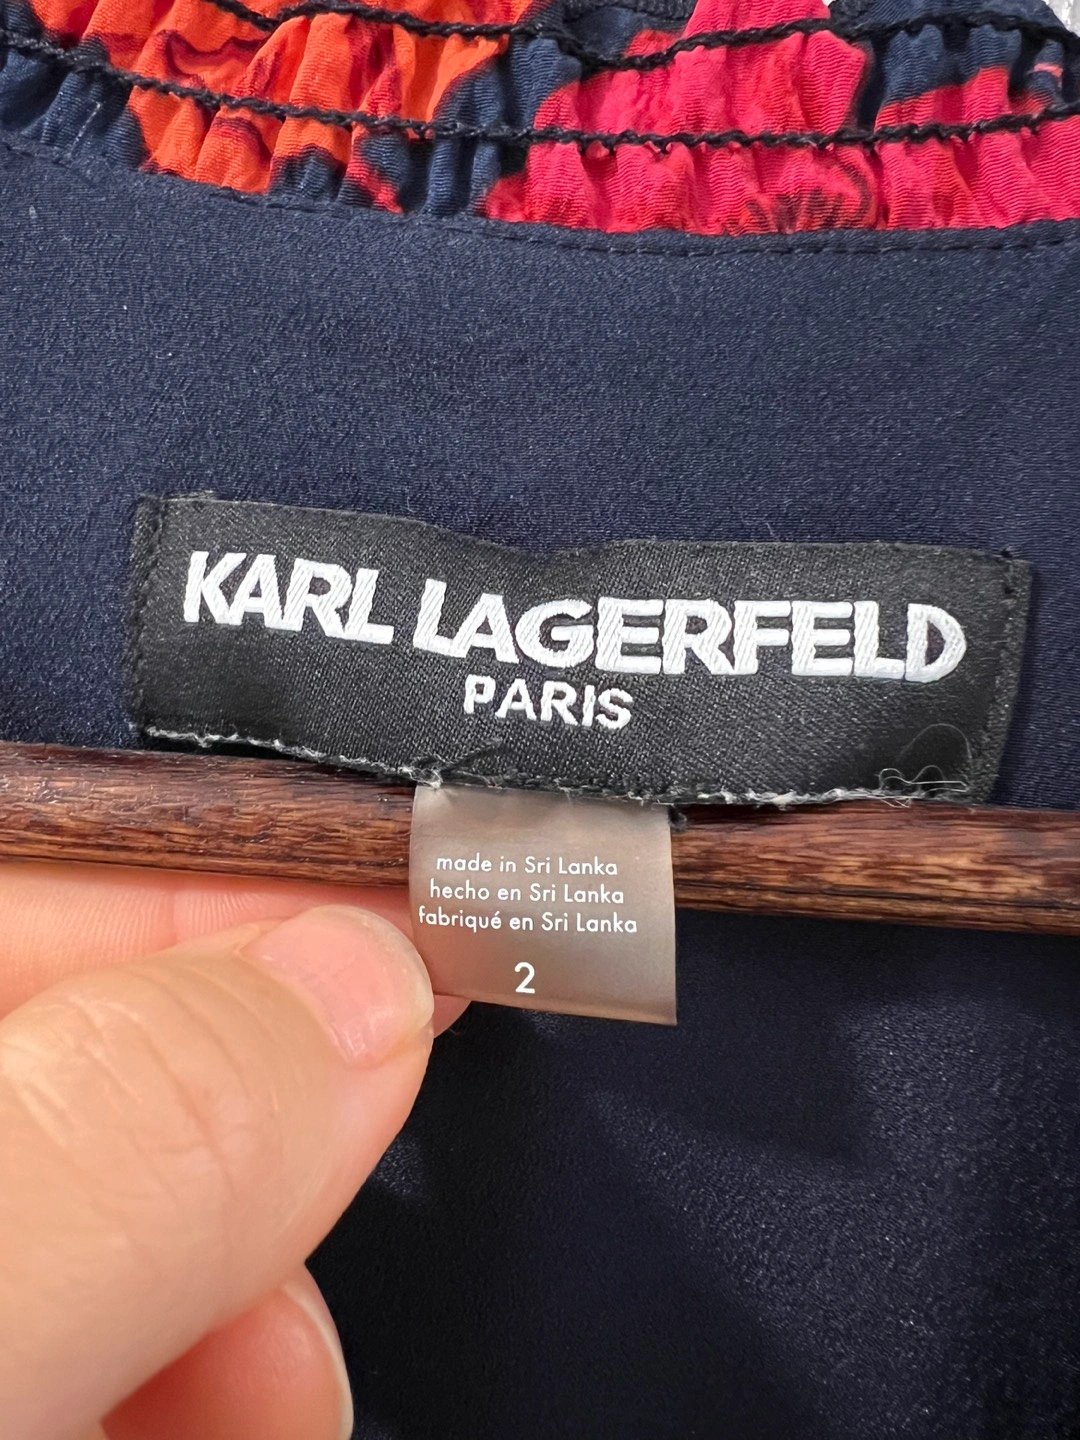 KARL LAGERFELD
PARIS
made in Sri Lanka
hecho en Sri Lanka
fabriqué en Sri Lanka
2